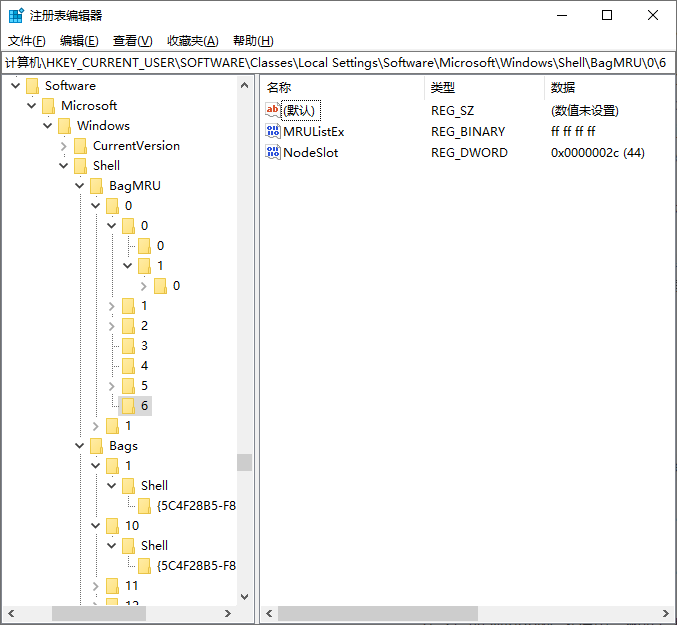 注册表编辑器
文件(F) 编辑(E) 查看(V) 收藏夹(A) 帮助(H)
计算机\HKEY_CURRENT_USER\SOFTWARE\Classes\Local Settings\Software\Microsoft\Windows\Shell\BagMRU\0\6
Software
Microsoft
Windows
CurrentVersion
Shell
BagMRU
0
0
0
1
0
1
2
3
4
5
6
1
Bags
1
Shell
{5C4F28B5-F8
10
Shell
{5C4F28B5-F8
11
12
名称 类型 数据
(默认) REG_SZ (数值未设置)
MRUListEx REG_BINARY ff ff ff ff
NodeSlot REG_DWORD 0x0000002c (44)